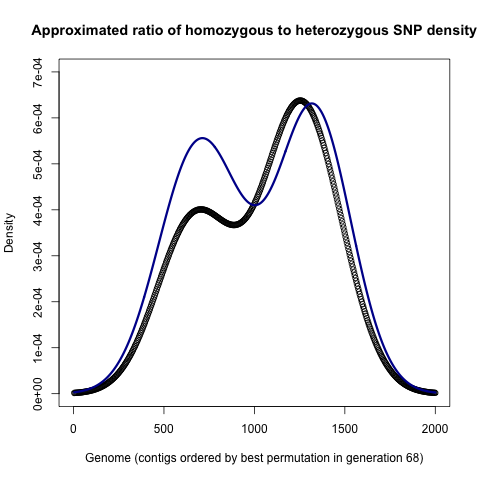 Approximated ratio of homozygous to heterozygous SNP density
7e-04
6e-04
5e-04
4e-04
3e-04
2e-04
1e-04
0e+00
Density
0 500 1000 1500 2000
Genome (contigs ordered by best permutation in generation 68)